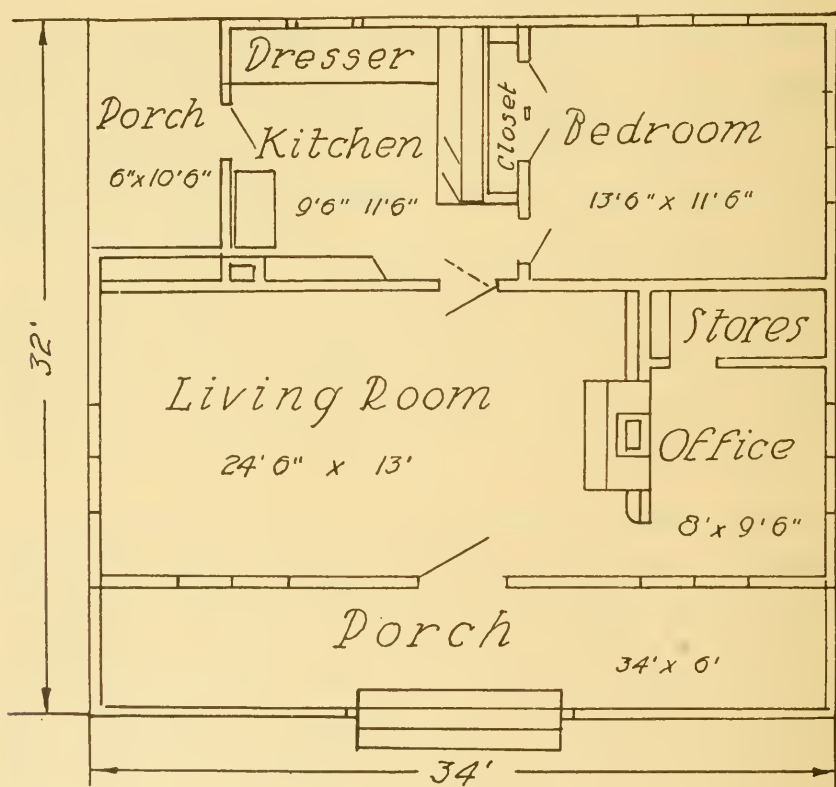 Dresser
Porch
6"x10'6"
Kitchen
9'6" 11'6"
Closet
Bedroom
13'6" x 11'6"
32'
Stores
Living Room
24'6" x 13'
Office
8' x 9'6"
Porch
34' x 6'
34'